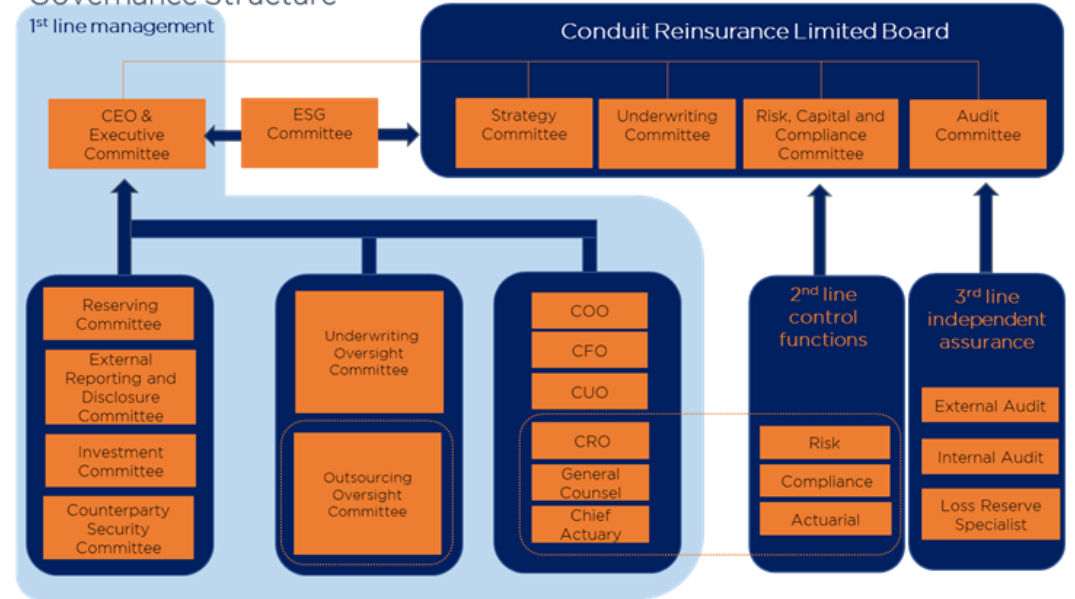 Governance Structure
1st line management
Conduit Reinsurance Limited Board
CEO &
Executive
Committee
ESG
Committee
Strategy
Committee
Underwriting
Committee
Risk, Capital and
Compliance
Committee
Audit
Committee
Reserving
Committee
External
Reporting and
Disclosure
Committee
Investment
Committee
Counterparty
Security
Committee
Underwriting
Oversight
Committee
Outsourcing
Oversight
Committee
COO
CFO
CUO
CRO
General
Counsel
Chief
Actuary
2nd line
control
functions
Risk
Compliance
Actuarial
3rd line
independent
assurance
External Audit
Internal Audit
Loss Reserve
Specialist